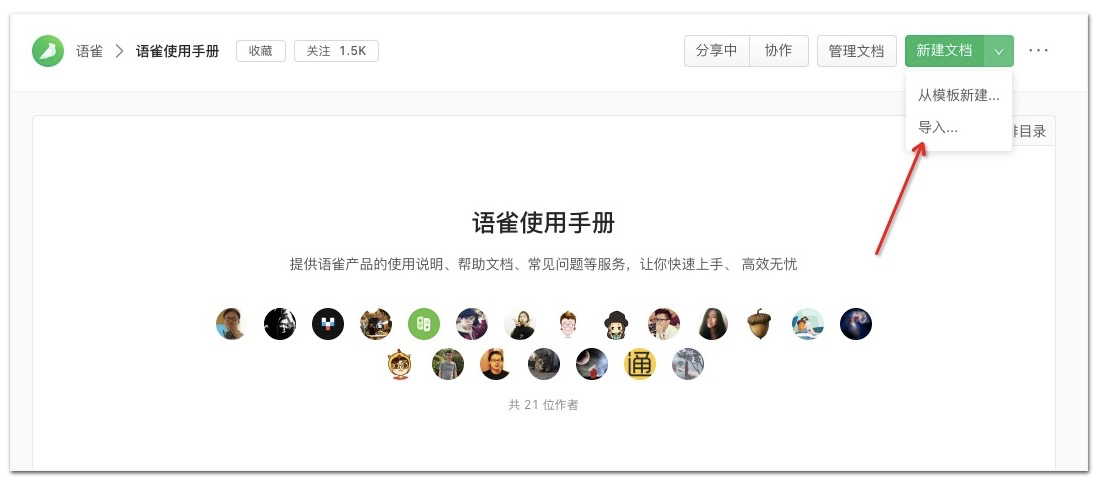 语雀 语雀使用手册 收藏 关注 1.5K 分享中 协作 管理文档 新建文档
从模板新建...
导入...
目录
语雀使用手册
提供语雀产品的使用说明、帮助文档、常见问题等服务，让你快速上手、 高效无忧
通
共 21 位作者